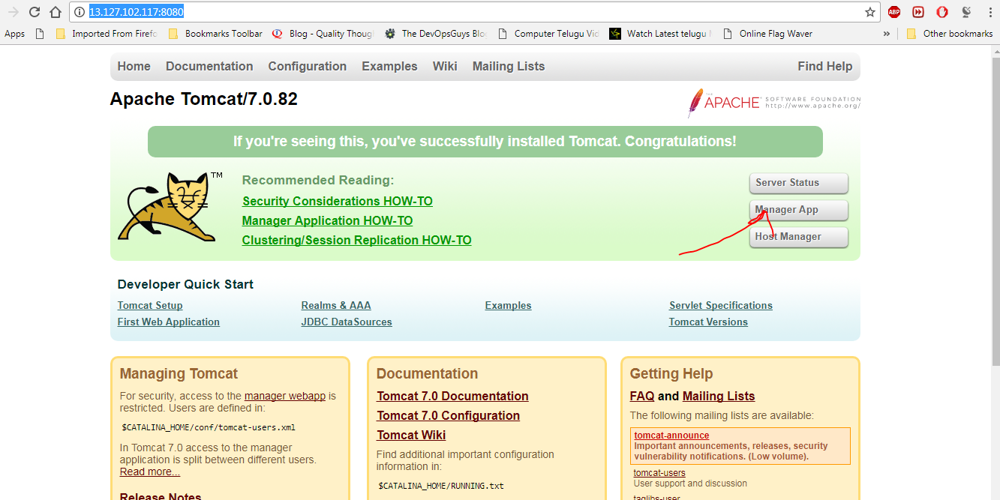 13.127.102.117:8080
ABP
Apps
Imported From Firefo
Bookmarks Toolbar
Blog - Quality Thoug
The DevOpsGuys Blo
Computer Telugu Vid
Watch Latest telugu
Online Flag Waver
»
Other bookmarks
Home
Documentation
Configuration
Examples
Wiki
Mailing Lists
Find Help
Apache Tomcat/7.0.82
THE
APACHE
SOFTWARE FOUNDATION
http://www.apache.org/
If you're seeing this, you've successfully installed Tomcat. Congratulations!
TM
Recommended Reading:
Security Considerations HOW-TO
Manager Application HOW-TO
Clustering/Session Replication HOW-TO
Server Status
Manager App
Host Manager
Developer Quick Start
Tomcat Setup
First Web Application
Realms & AAA
JDBC DataSources
Examples
Servlet Specifications
Tomcat Versions
Managing Tomcat
For security, access to the manager webapp is
restricted. Users are defined in:
$CATALINA_HOME/conf/tomcat-users.xml
In Tomcat 7.0 access to the manager
application is split between different users.
Read more...
Release Notes
Documentation
Tomcat 7.0 Documentation
Tomcat 7.0 Configuration
Tomcat Wiki
Find additional important configuration
information in:
$CATALINA_HOME/RUNNING.txt
Getting Help
FAQ and Mailing Lists
The following mailing lists are available:
tomcat-announce
Important announcements, releases, security
vulnerability notifications. (Low volume).
tomcat-users
User support and discussion
taglibs-user